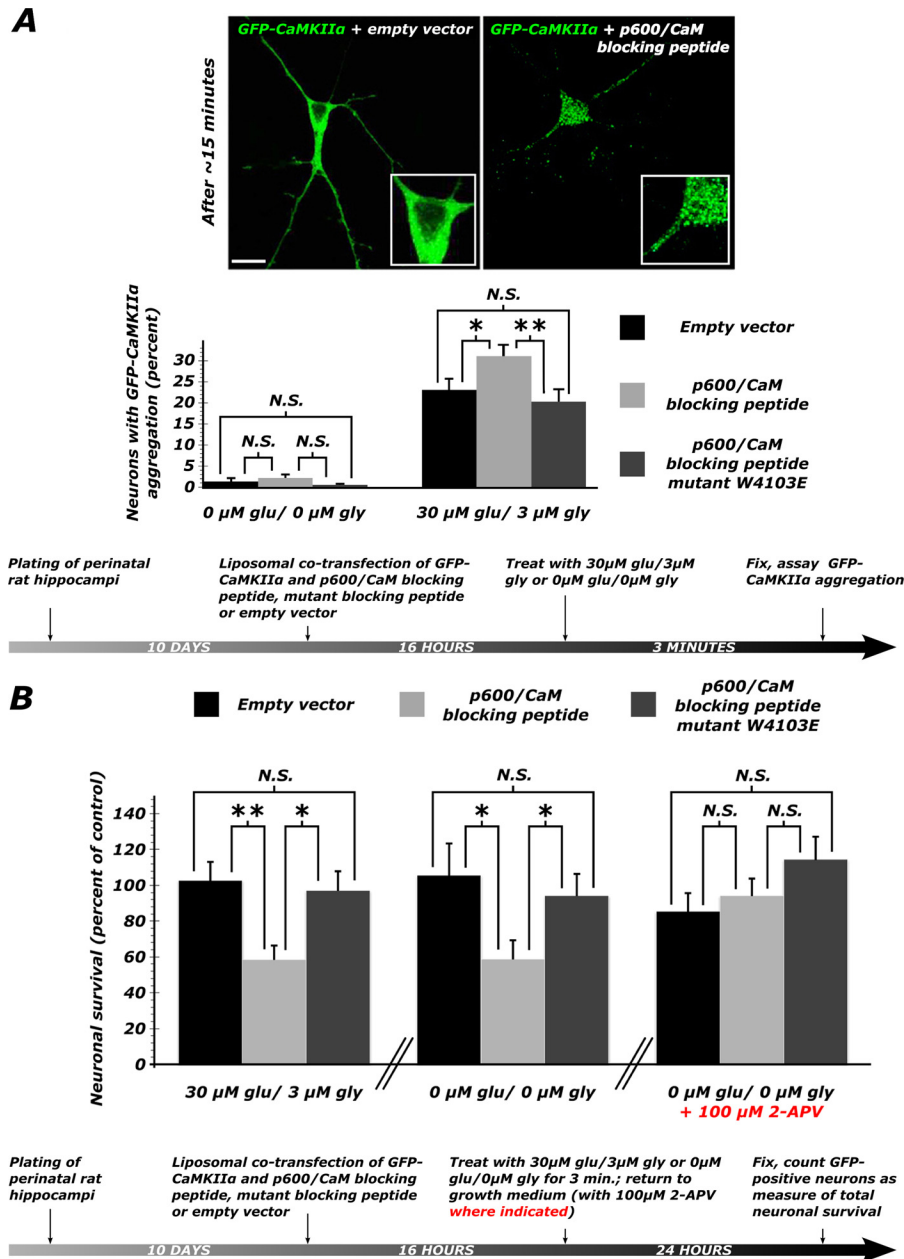 A
GFP-CaMKIIα + empty vector
GFP-CaMKIIα + p600/CaM
blocking peptide
After ~15 minutes
Neurons with GFP-CaMKIIα
aggregation (percent)
30
25
20
15
10
5
0
N.S.
N.S.
N.S.
N.S.
*
**
0 µM glu/ 0 µM gly
30 µM glu/ 3 µM gly
Empty vector
p600/CaM
blocking peptide
p600/CaM
blocking peptide
mutant W4103E
Plating of perinatal
rat hippocampi
Liposomal co-transfection of GFP-
CaMKIIα and p600/CaM blocking
peptide, mutant blocking peptide
or empty vector
Treat with 30µM glu/3µM
gly or 0µM glu/0µM gly
Fix, assay GFP-
CaMKIIα aggregation
10 DAYS
16 HOURS
3 MINUTES
B
Empty vector
p600/CaM
blocking peptide
p600/CaM
blocking peptide
mutant W4103E
Neuronal survival (percent of control)
140
120
100
80
60
40
20
0
N.S.
**
*
N.S.
*
*
N.S.
N.S.
N.S.
30 µM glu/ 3 µM gly
0 µM glu/ 0 µM gly
0 µM glu/ 0 µM gly
+ 100 µM 2-APV
Plating of
perinatal rat
hippocampi
Liposomal co-transfection of GFP-
CaMKIIα and p600/CaM blocking
peptide, mutant blocking peptide
or empty vector
Treat with 30µM glu/3µM gly or 0µM
glu/0µM gly for 3 min.; return to
growth medium (with 100µM 2-APV
where indicated)
Fix, count GFP-
positive neurons as
measure of total
neuronal survival
10 DAYS
16 HOURS
24 HOURS